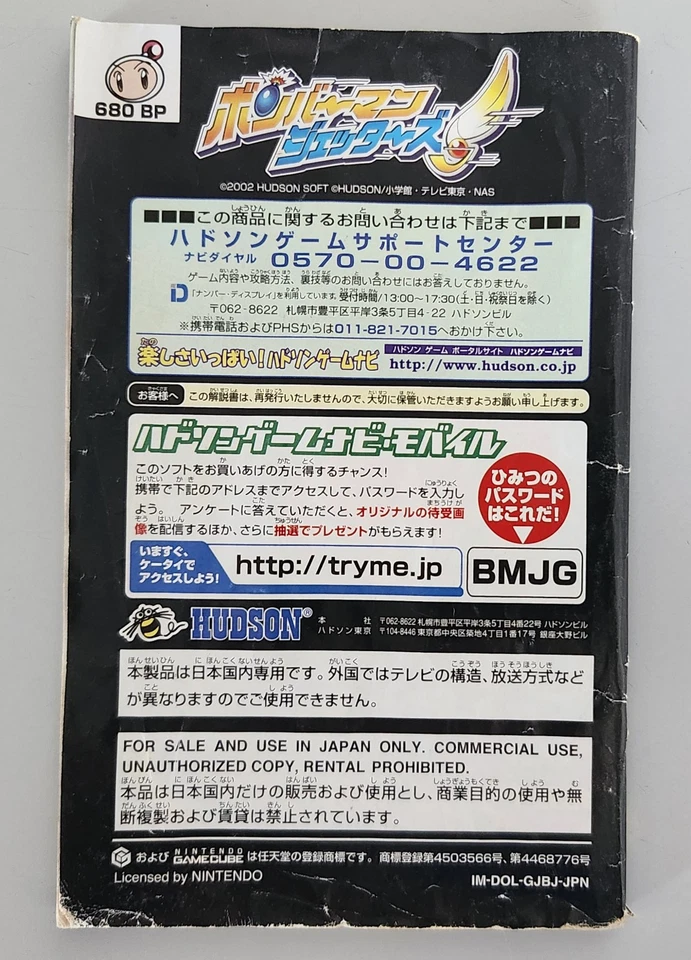 680 BP
ボンバーマン
ジェッターズ
©2002 HUDSON SOFT ©HUDSON/小学館・テレビ東京・NAS
■■■この商品に関するお問い合わせは下記まで■■■
ハドソンゲームサポートセンター
ナビダイヤル 0570-00-4622
ゲーム内容や攻略方法、裏技等のお問い合わせにはお答えしておりません。
「ナンバー・ディスプレイ」を利用しています。受付時間/13:00〜17:30(土・日・祝祭日を除く)
〒062-8622 札幌市豊平区平岸3条5丁目4-22 ハドソンビル
※携帯電話およびPHSからは011-821-7015へおかけ下さい。
楽しさいっぱい!ハドソンゲームナビ
ハドソン ゲーム ポータルサイト ハドソンゲームナビ
http://www.hudson.co.jp
お客様へ この解説書は、再発行いたしませんので、大切に保管いただきますようお願い申し上げます。
ハドソンゲームナビ・モバイル
このソフトをお買いあげの方に得するチャンス!
携帯で下記のアドレスまでアクセスして、パスワードを入力し
よう。 アンケートに答えていただくと、オリジナルの待受画
像を配信するほか、さらに抽選でプレゼントがもらえます!
ひみつの
パスワード
はこれだ!
いますぐ、
ケータイで
アクセスしよう!
http://tryme.jp
BMJG
HUDSON®
本社 〒062-8622 札幌市豊平区平岸3条5丁目4番22号 ハドソンビル
ハドソン東京 〒104-8446 東京都中央区築地4丁目1番17号 銀座大野ビル
本製品は日本国内専用です。外国ではテレビの構造、放送方式など
が異なりますのでご使用できません。
FOR SALE AND USE IN JAPAN ONLY. COMMERCIAL USE,
UNAUTHORIZED COPY, RENTAL PROHIBITED.
本品は日本国内だけの販売および使用とし、商業目的の使用や無
断複製および賃貸は禁止されています。
および NINTENDO GAMECUBE は任天堂の登録商標です。商標登録第4503566号、第4468776号
Licensed by NINTENDO
IM-DOL-GJBJ-JPN